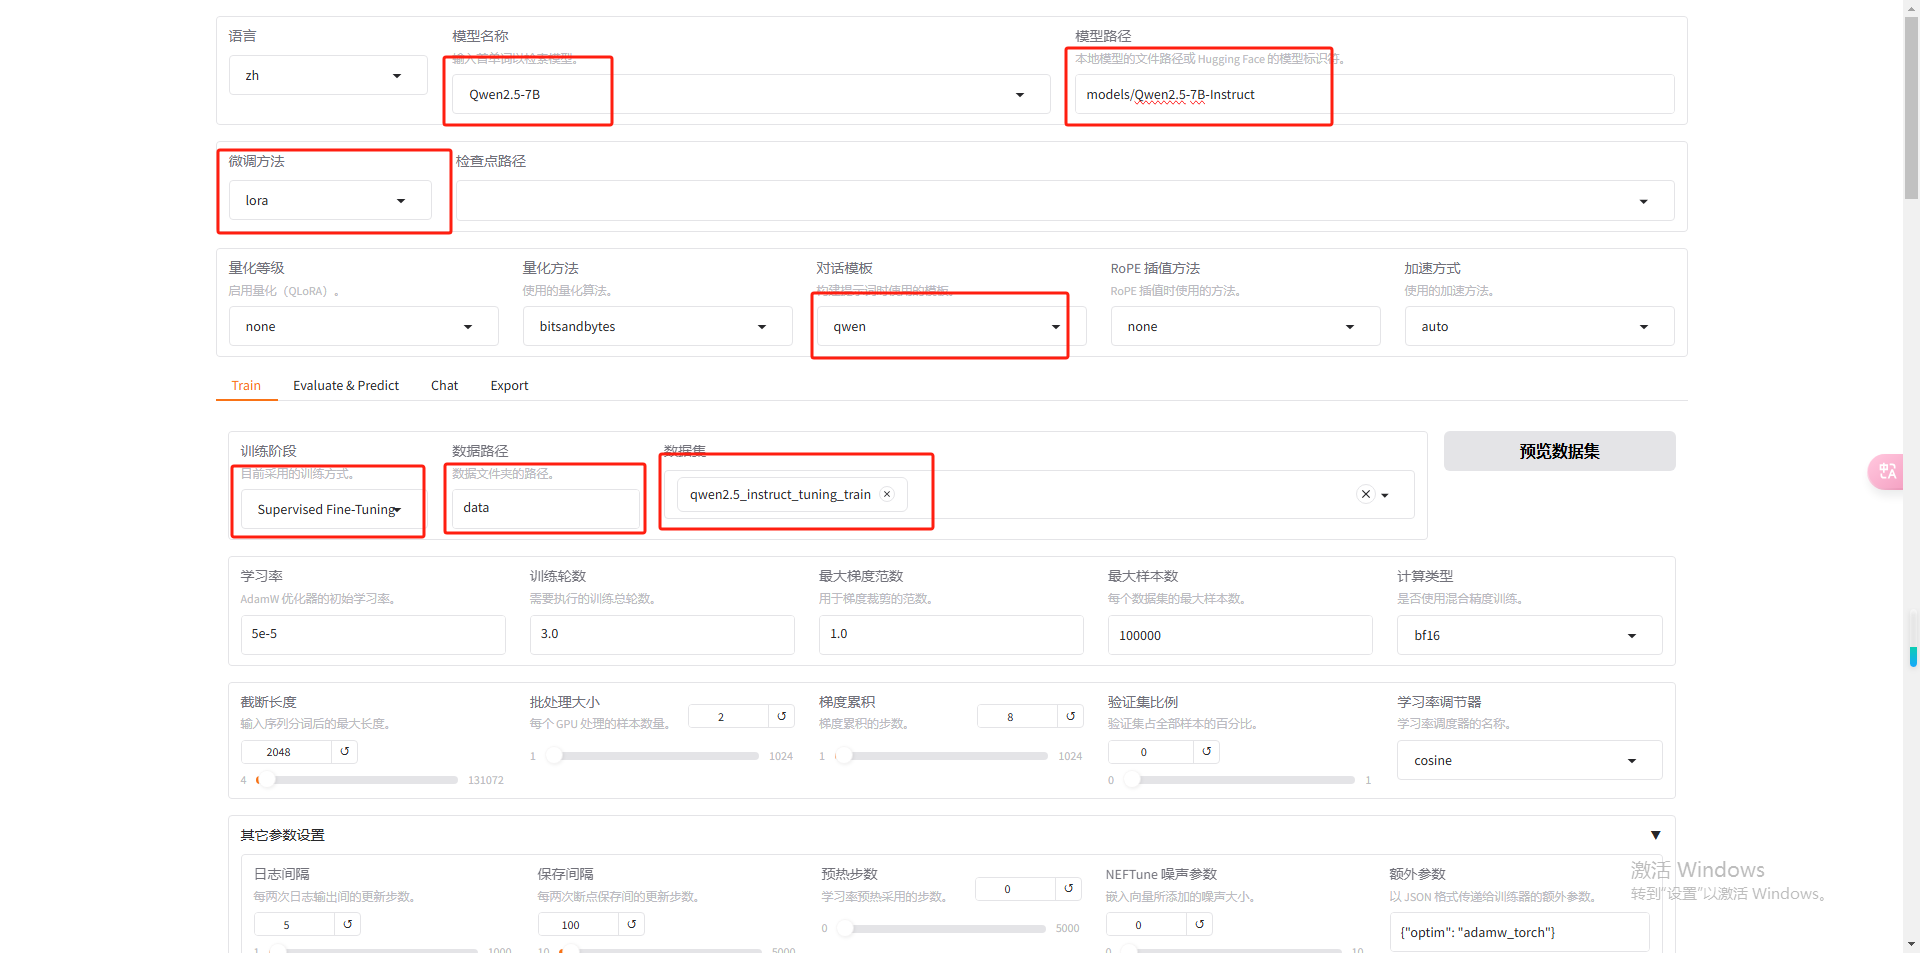 语言
模型名称
模型路径
输入首单词以检索模型。
本地模型的文件路径或 Hugging Face 的模型标识符。
zh
Qwen2.5-7B
models/Qwen2.5-7B-Instruct
微调方法
检查点路径
lora
量化等级
量化方法
对话模板
RoPE 插值方法
加速方式
启用量化（QLoRA）。
使用的量化算法。
构建提示词时使用的模板。
RoPE 插值时使用的方法。
使用的加速方法。
none
bitsandbytes
qwen
none
auto
Train
Evaluate & Predict
Chat
Export
训练阶段
数据路径
数据集
预览数据集
目前采用的训练方式。
数据文件夹的路径。
Supervised Fine-Tuning
data
qwen2.5_instruct_tuning_train
学习率
训练轮数
最大梯度范数
最大样本数
计算类型
AdamW 优化器的初始学习率。
需要执行的训练总轮数。
用于梯度裁剪的范数。
每个数据集的最大样本数。
是否使用混合精度训练。
5e-5
3.0
1.0
100000
bf16
截断长度
输入序列分词后的最大长度。
2048
4
131072
批处理大小
每个 GPU 处理的样本数量。
2
1
1024
梯度累积
梯度累积的步数。
8
1
1024
验证集比例
验证集占全部样本的百分比。
0
0
1
学习率调节器
学习率调度器的名称。
cosine
其它参数设置
日志间隔
每两次日志输出间的更新步数。
5
1
1000
保存间隔
每两次断点保存间的更新步数。
100
10
5000
预热步数
学习率预热采用的步数。
0
0
5000
NEFTune 噪声参数
嵌入向量所添加的噪声大小。
0
0
10
额外参数
以 JSON 格式传递给训练器的额外参数。
{"optim": "adamw_torch"}
激活 Windows
转到"设置"以激活 Windows。
中
A